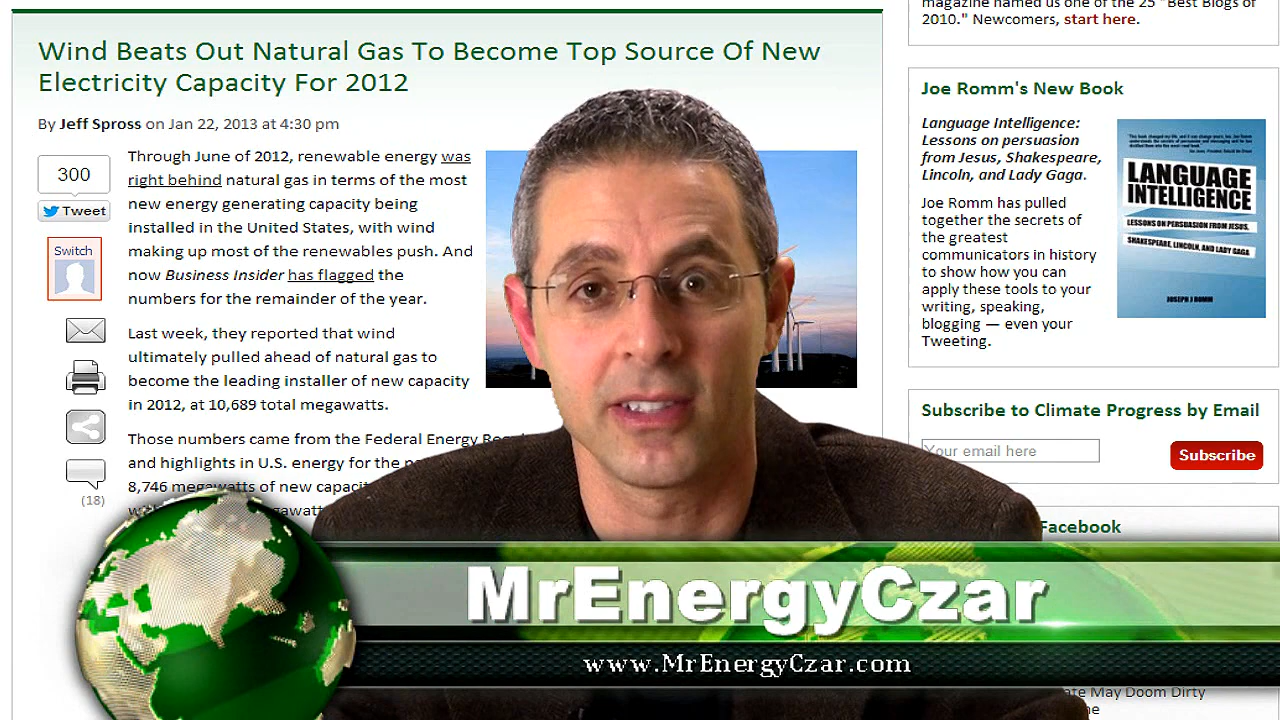 magazine named us one of the 25 "Best Blogs of
2010." Newcomers, start here.
Wind Beats Out Natural Gas To Become Top Source Of New
Electricity Capacity For 2012
By Jeff Spross on Jan 22, 2013 at 4:30 pm
300
Tweet
Switch
(18)
Through June of 2012, renewable energy was
right behind natural gas in terms of the most
new energy generating capacity being
installed in the United States, with wind
making up most of the renewables push. And
now Business Insider has flagged the
numbers for the remainder of the year.
Last week, they reported that wind
ultimately pulled ahead of natural gas to
become the leading installer of new capacity
in 2012, at 10,689 total megawatts.
Those numbers came from the Federal Energy
and highlights in U.S. energy for the
8,746 megawatts of new
Joe Romm's New Book
Language Intelligence:
Lessons on persuasion
from Jesus, Shakespeare,
Lincoln, and Lady Gaga.
Joe Romm has pulled
together the secrets of
the greatest
communicators in history
to show how you can
apply these tools to your
writing, speaking,
blogging — even your
Tweeting.
LANGUAGE
INTELLIGENCE
LESSONS ON PERSUASION FROM JESUS,
SHAKESPEARE, LINCOLN, AND LADY GAGA
JOSEPH J ROMM
Subscribe to Climate Progress by Email
Your email here
Subscribe
Facebook
MrEnergyCzar
www.MrEnergyCzar.com
May Doom Dirty